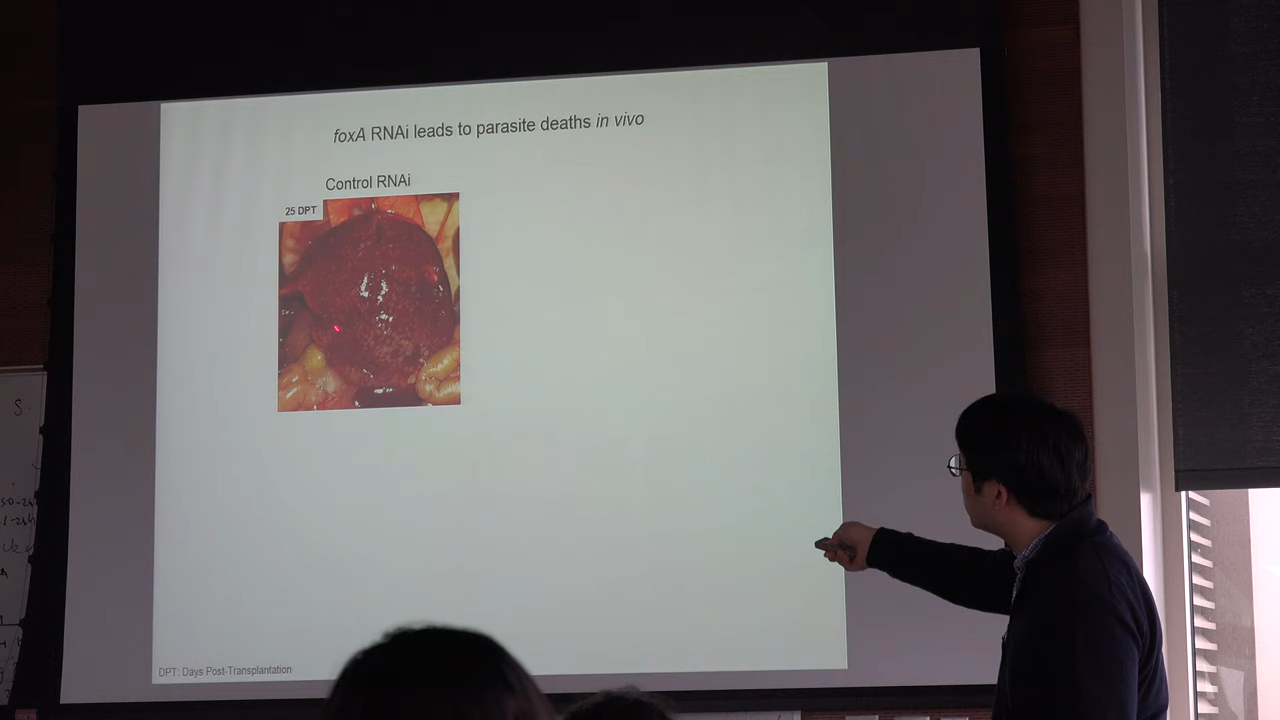 foxA RNAi leads to parasite deaths in vivo
Control RNAi
25 DPT
DPT: Days Post-Transplantation
S